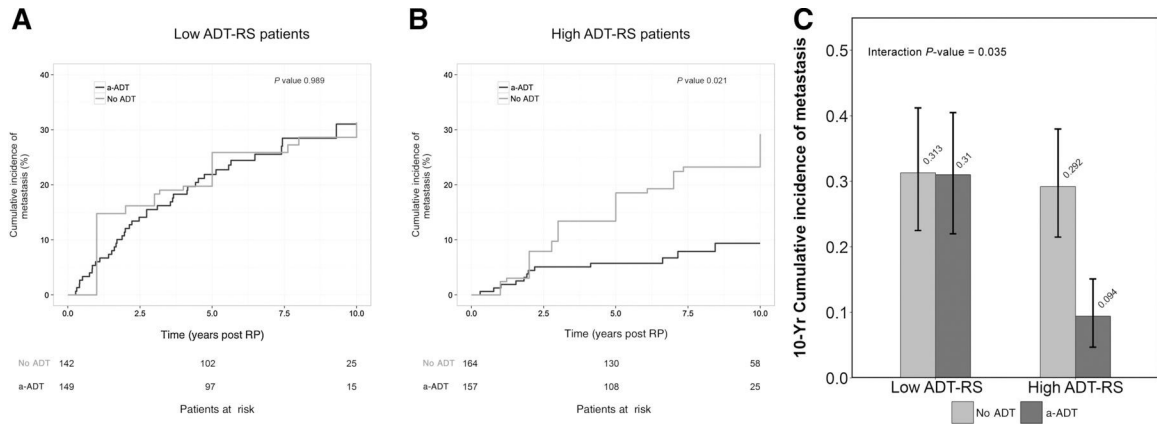 A
Low ADT-RS patients
P value 0.989
a-ADT
No ADT
40
30
20
10
0
Cumulative incidence of
metastasis (%)
0.0 2.5 5.0 7.5 10.0
Time (years post RP)
No ADT 142 102 25
a-ADT 149 97 15
Patients at risk
B
High ADT-RS patients
P value 0.021
a-ADT
No ADT
40
30
20
10
0
Cumulative incidence of
metastasis (%)
0.0 2.5 5.0 7.5 10.0
Time (years post RP)
No ADT 164 130 58
a-ADT 157 108 25
Patients at risk
C
Interaction P-value = 0.035
10-Yr Cumulative incidence of metastasis
0.5
0.4
0.3
0.2
0.1
0.0
0.313
0.31
0.292
0.094
Low ADT-RS High ADT-RS
No ADT a-ADT